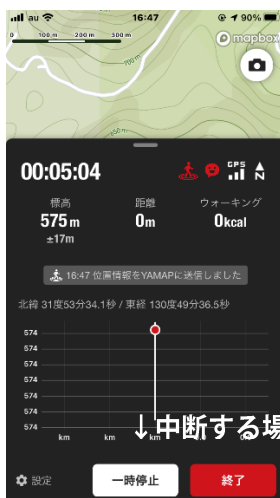 au 16:47 90%
0 100 m 200 m 300 m
mapbox
700m
650m
00:05:04 GPS
標高 距離 ウォーキング
575 m 0m 0kcal
±17m
16:47 位置情報をYAMAPに送信しました
北緯 31度53分34.1秒 / 東経 130度49分36.5秒
574
574
574
574
574
574
574
km km km
↓中断する場
設定 一時停止 終了